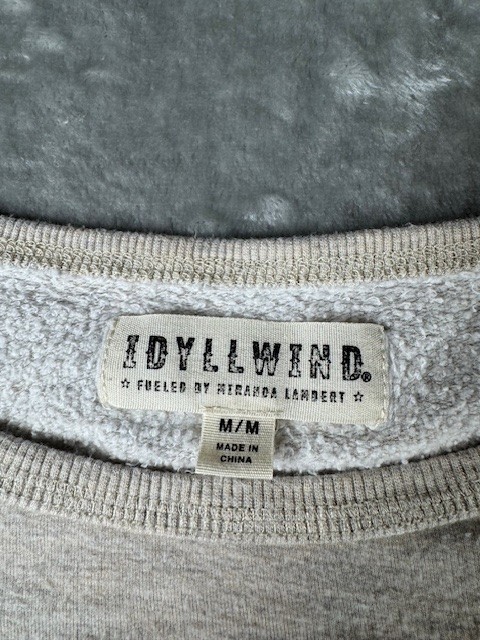 IDYLLWIND®
☆ FUELED BY MIRANDA LAMBERT ☆
M/M
MADE IN
CHINA